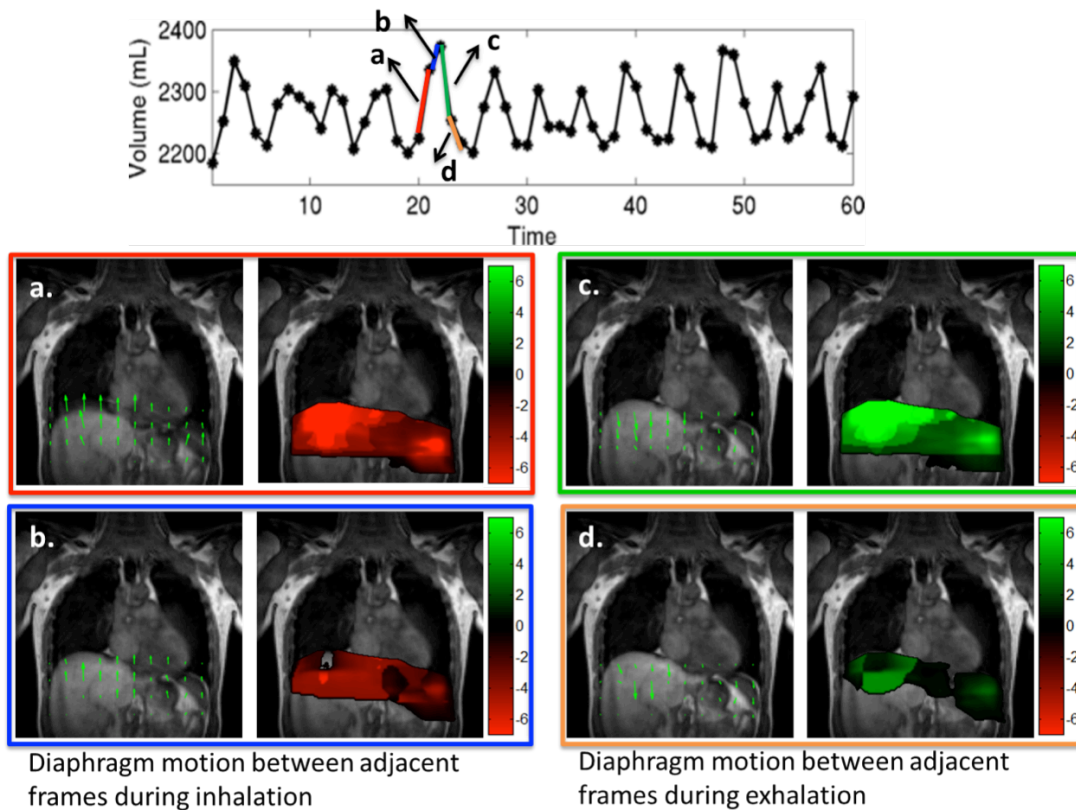 b
a
c
d
Volume (mL)
2400
2300
2200
10
20
30
40
50
60
Time
a.
6
4
2
0
-2
-4
-6
c.
6
4
2
0
-2
-4
-6
b.
6
4
2
0
-2
-4
-6
d.
6
4
2
0
-2
-4
-6
Diaphragm motion between adjacent
frames during inhalation
Diaphragm motion between adjacent
frames during exhalation